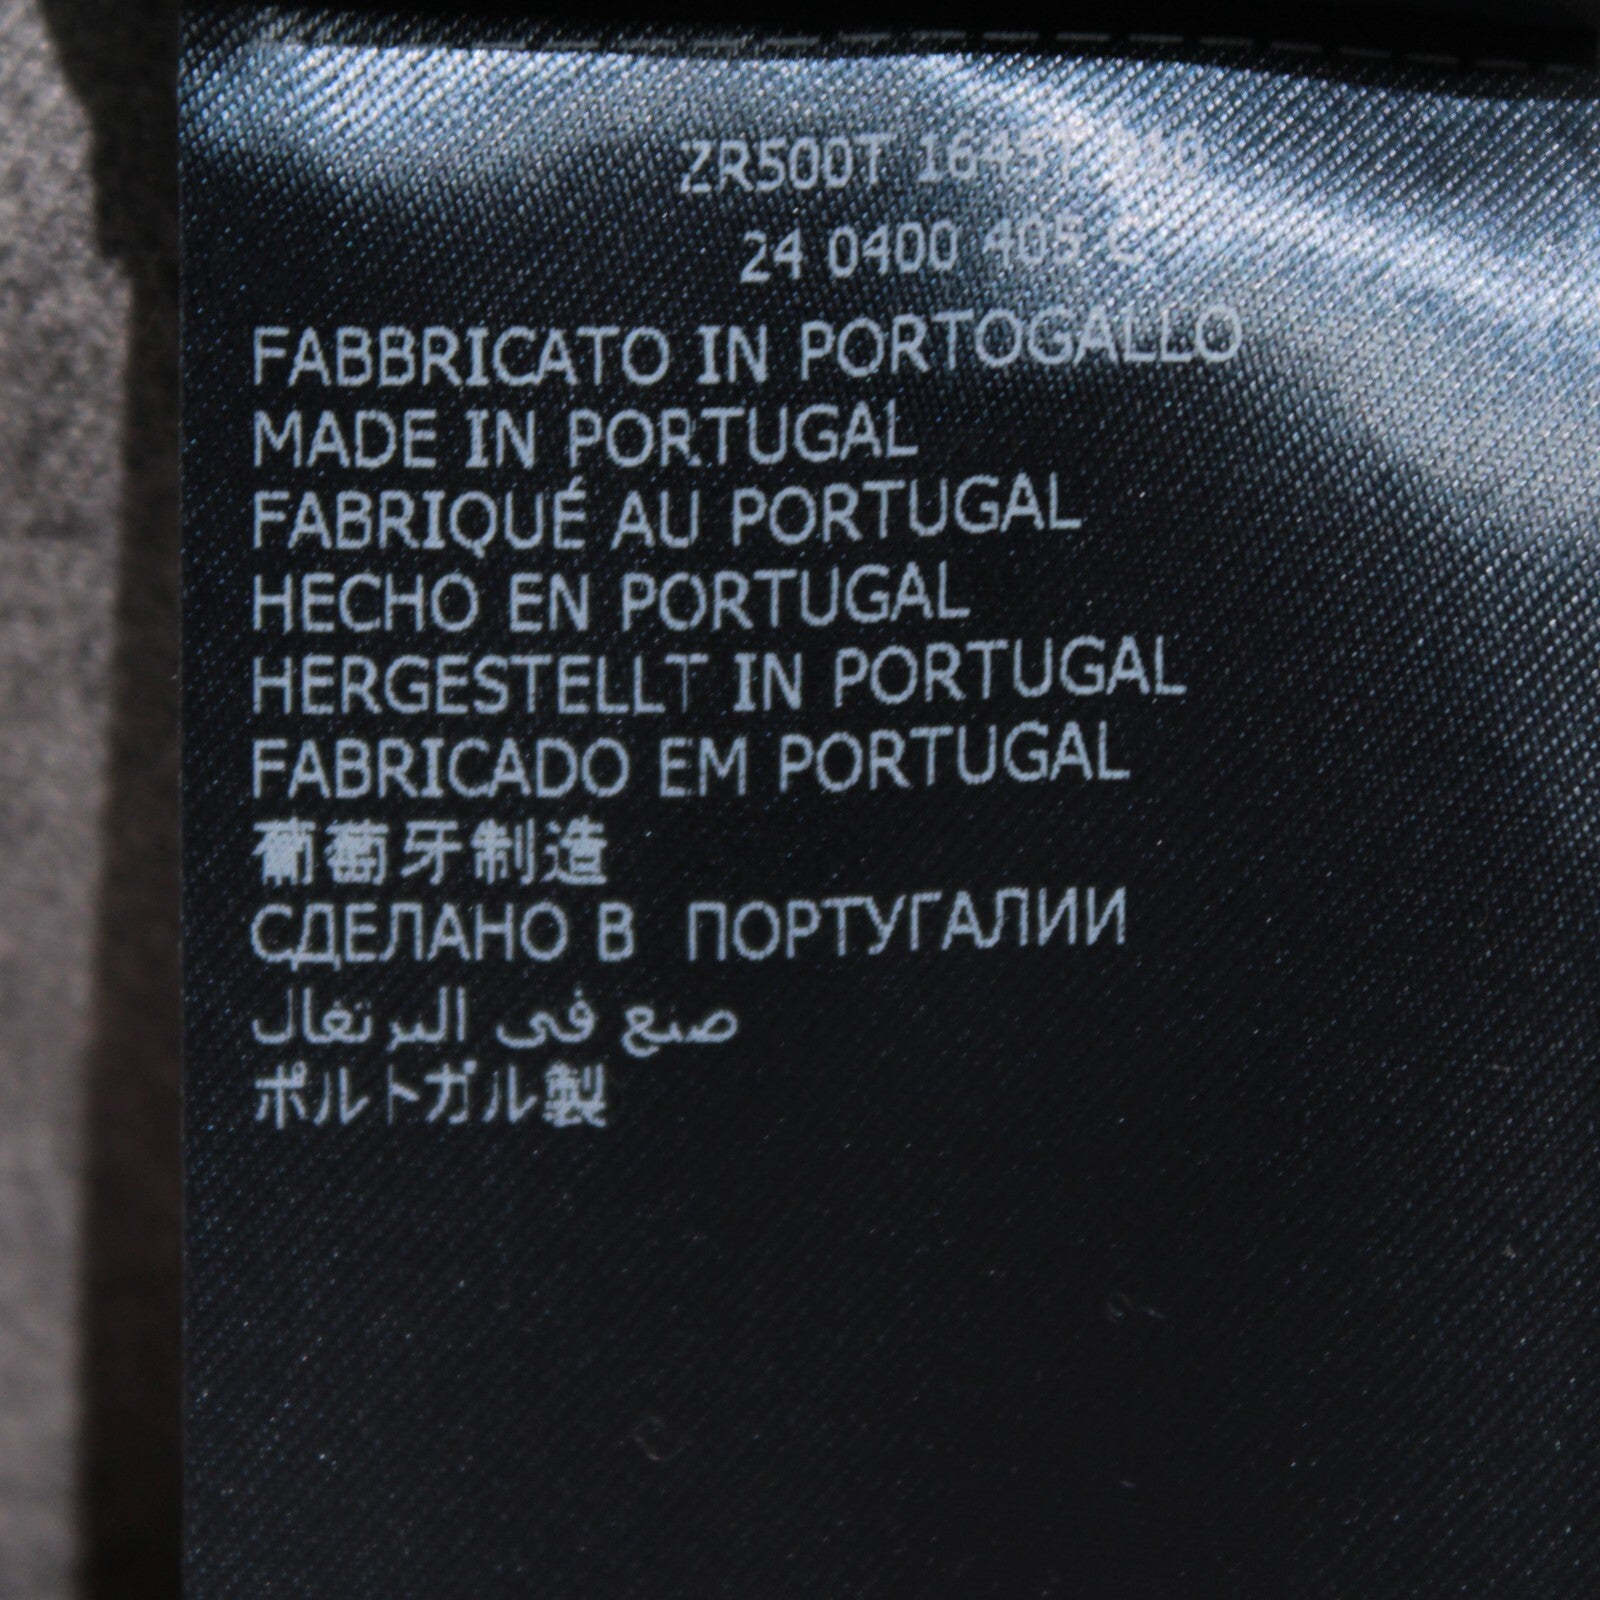 ZR500T
24 0400 405 C
FABBRICATO IN PORTOGALLO
MADE IN PORTUGAL
FABRIQUÉ AU PORTUGAL
HECHO EN PORTUGAL
HERGESTELLT IN PORTUGAL
FABRICADO EM PORTUGAL
葡萄牙制造
СДЕЛАНО В ПОРТУГАЛИИ
صنع فى البرتغال
ポルトガル製